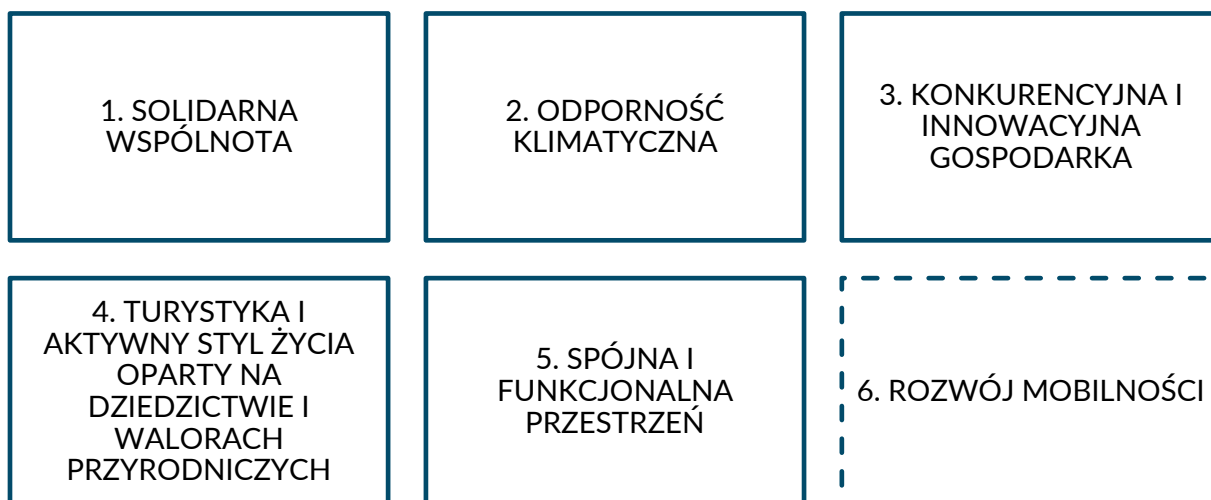 1. SOLIDARNA
WSPÓLNOTA
2. ODPORNOŚĆ
KLIMATYCZNA
3. KONKURENCYJNA I
INNOWACYJNA
GOSPODARKA
4. TURYSTYKA I
AKTYWNY STYL ŻYCIA
OPARTY NA
DZIEDZICTWIE I
WALORACH
PRZYRODNICZYCH
5. SPÓJNA I
FUNKCJONALNA
PRZESTRZEŃ
6. ROZWÓJ MOBILNOŚCI